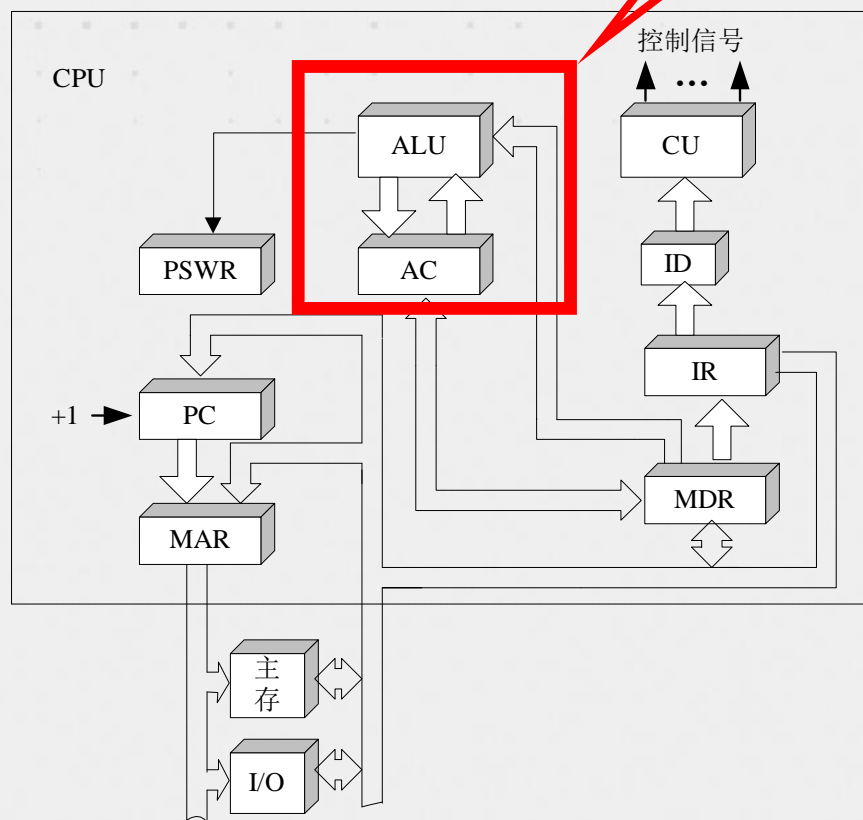 控制信号
CPU
...
ALU
CU
PSWR
AC
ID
IR
+1
PC
MDR
MAR
主
存
I/O